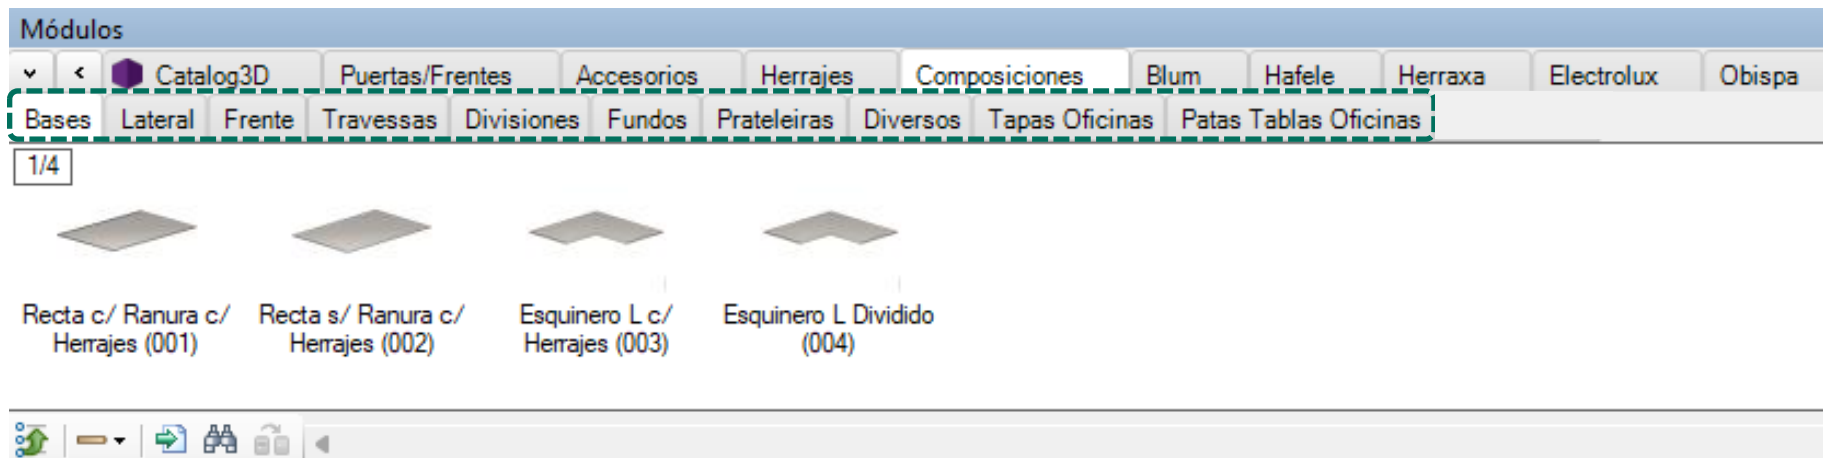 Módulos
Catalog3D Puertas/Frentes Accesorios Herrajes Composiciones Blum Hafele Herraxa Electrolux Obispa
Bases Lateral Frente Travessas Divisiones Fundos Prateleiras Diversos Tapas Oficinas Patas Tablas Oficinas
1/4
Recta c/ Ranura c/ Herrajes (001)
Recta s/ Ranura c/ Herrajes (002)
Esquinero L c/ Herrajes (003)
Esquinero L Dividido (004)